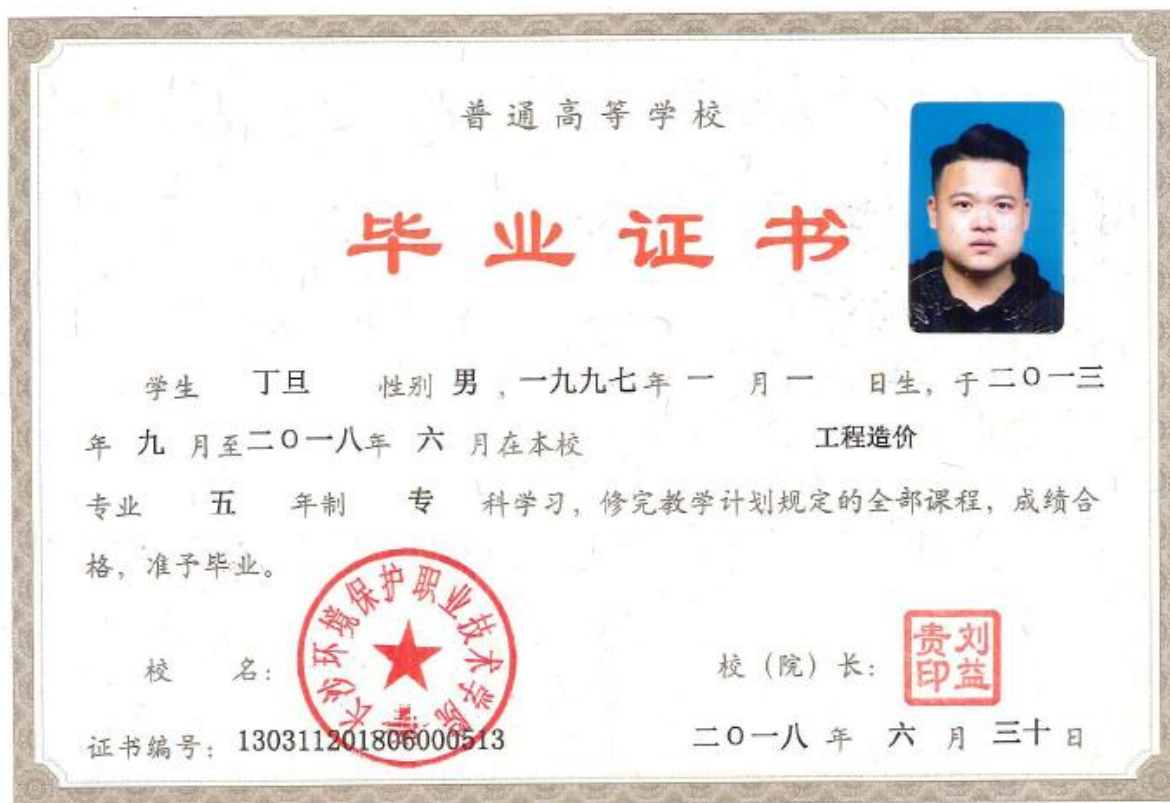 普通高等学校
毕业证书
学生 丁旦 性别 男，一九九七年 一 月 一 日生，于二〇一三
年 九 月至二〇一八年 六 月在本校 工程造价
专业 五 年制 专 科学习，修完教学计划规定的全部课程，成绩合
格，准予毕业。
长沙环境保护职业技术学院
校 名：
校（院）长：
刘益贵印
证书编号：130311201806000513
二〇一八 年 六 月 三十 日